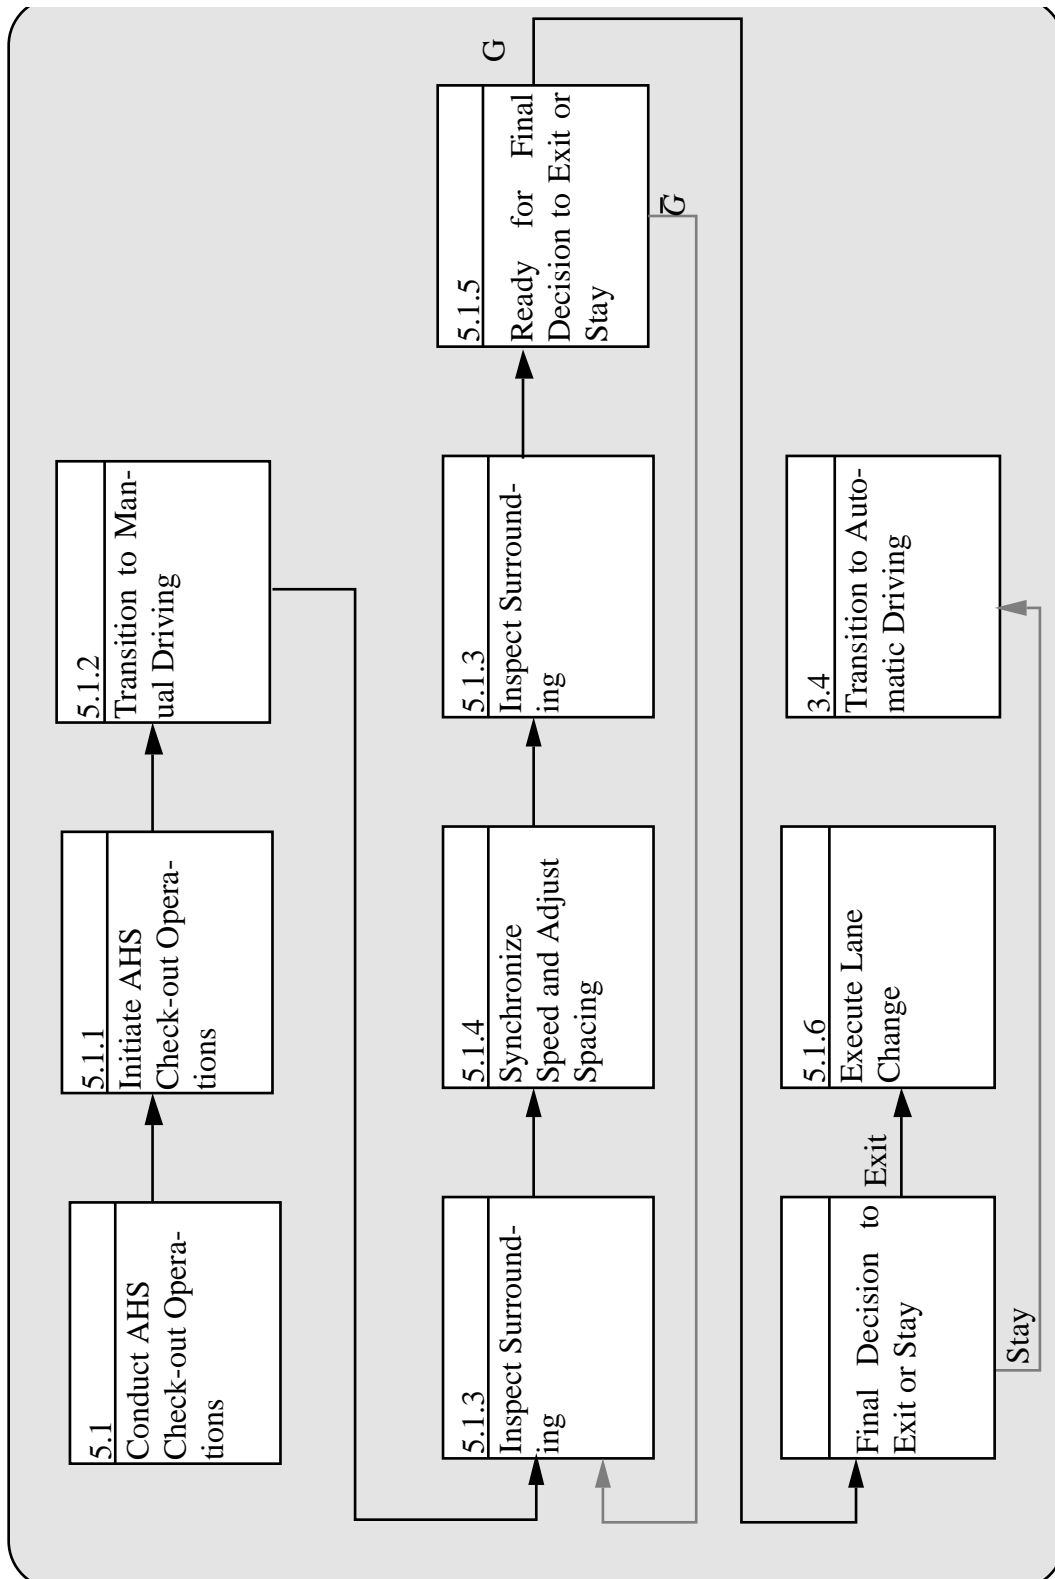 5.1
Conduct AHS
Check-out Opera-
tions
5.1.1
Initiate AHS
Check-out Opera-
tions
5.1.2
Transition to Man-
ual Driving
5.1.3
Inspect Surround-
ing
5.1.4
Synchronize
Speed and Adjust
Spacing
5.1.3
Inspect Surround-
ing
5.1.5
Ready for Final
Decision to Exit or
Stay
G
G̅
Final Decision to
Exit or Stay
Exit
Stay
5.1.6
Execute Lane
Change
3.4
Transition to Auto-
matic Driving